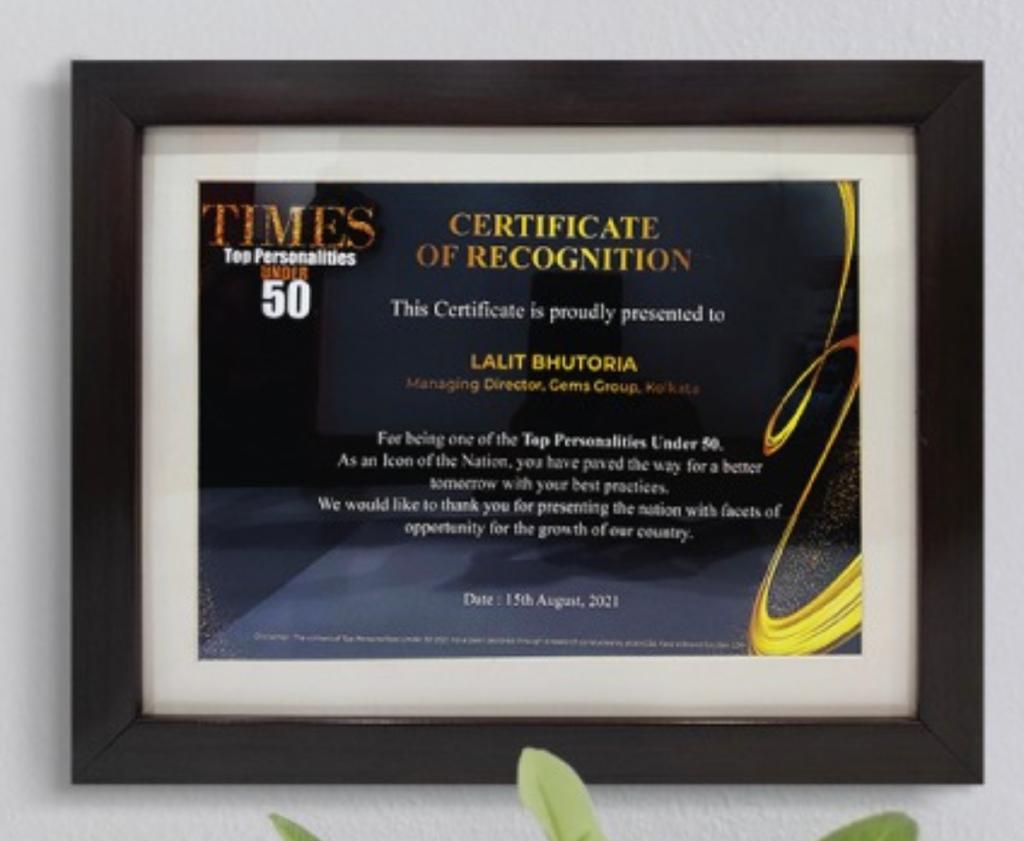 TIMES
Top Personalities
UNDER
50
CERTIFICATE
OF RECOGNITION
This Certificate is proudly presented to
LALIT BHUTORIA
Managing Director, Gems Group, Kolkata
For being one of the Top Personalities Under 50.
As an Icon of the Nation, you have paved the way for a better
tomorrow with your best practices.
We would like to thank you for presenting the nation with facets of
opportunity for the growth of our country.
Date : 15th August, 2021